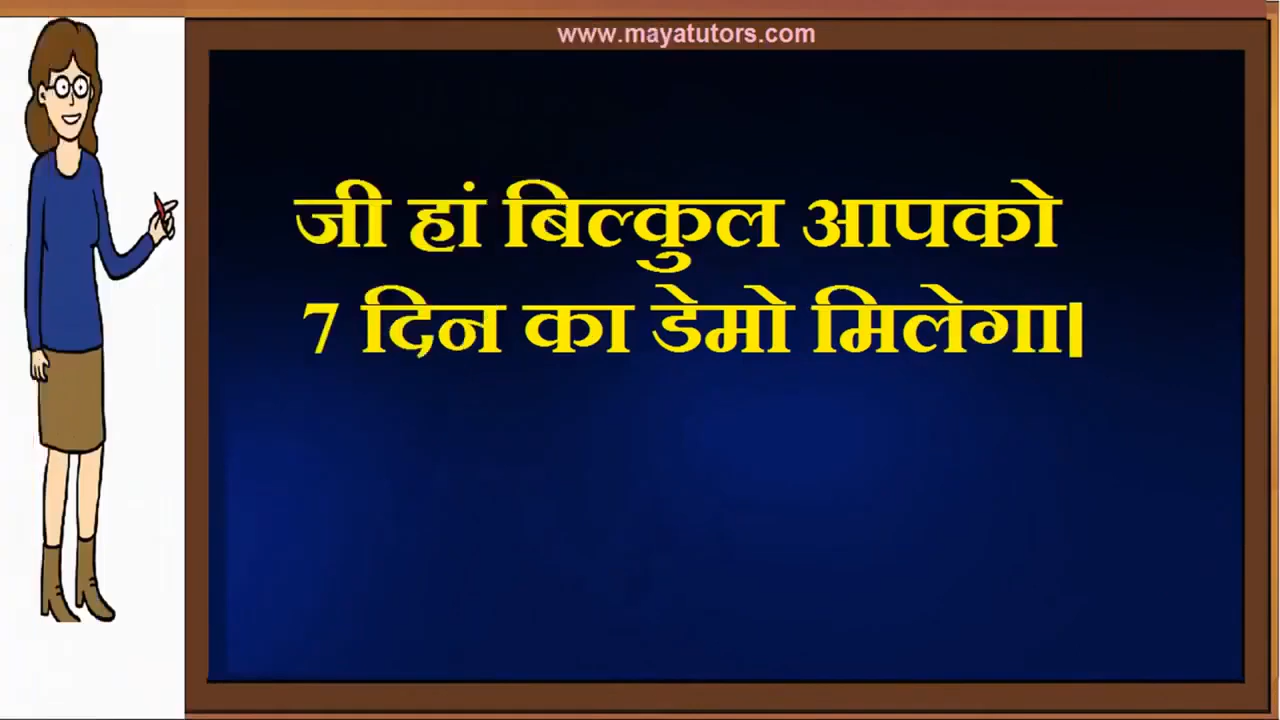 www.mayatutors.com
जी हां बिल्कुल आपको
7 दिन का डेमो मिलेगा।